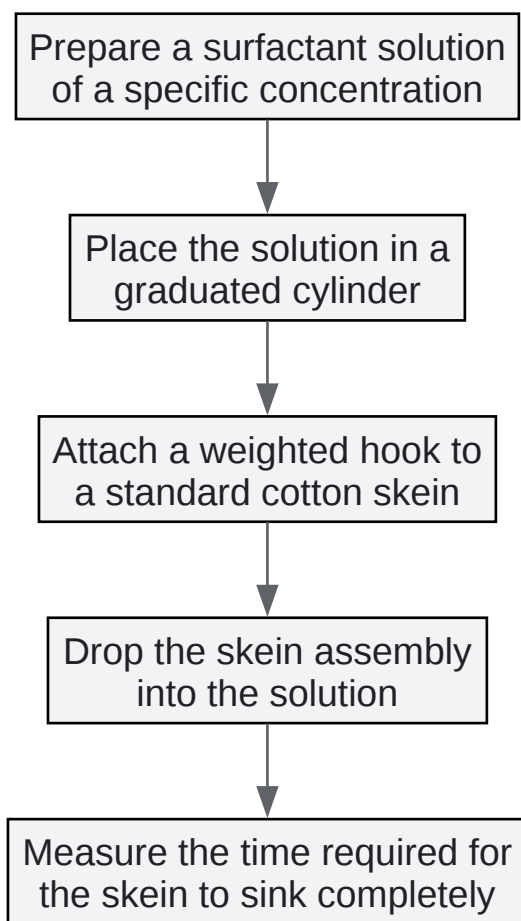 Prepare a surfactant solution
of a specific concentration
Place the solution in a
graduated cylinder
Attach a weighted hook to
a standard cotton skein
Drop the skein assembly
into the solution
Measure the time required for
the skein to sink completely